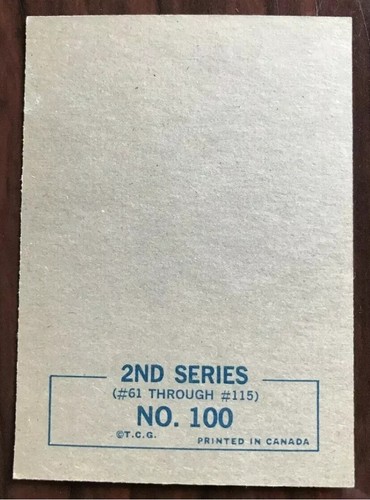 2ND SERIES
(#61 THROUGH #115)
NO. 100
©T.C.G. PRINTED IN CANADA